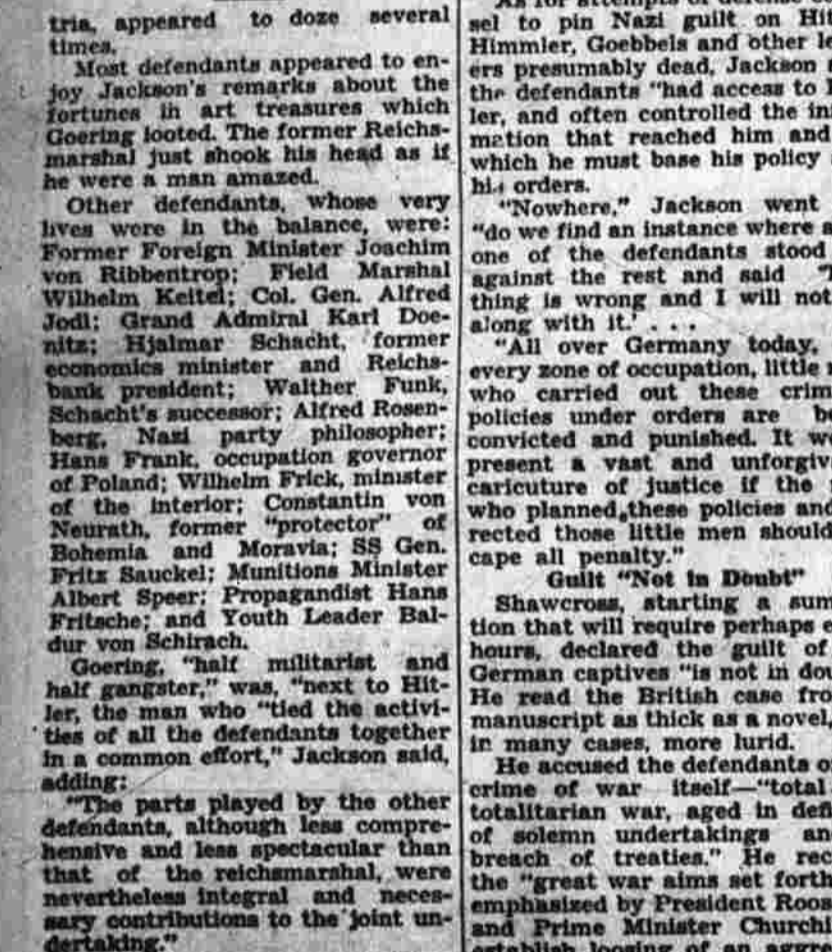 tria, appeared to doze several
times.
Most defendants appeared to en-
joy Jackson's remarks about the
fortunes in art treasures which
Goering looted. The former Reichs-
marshal just shook his head as if
he were a man amazed.
Other defendants, whose very
lives were in the balance, were:
Former Foreign Minister Joachim
von Ribbentrop; Field Marshal
Wilhelm Keitel; Col. Gen. Alfred
Jodl; Grand Admiral Karl Doe-
nitz; Hjalmar Schacht, former
economics minister and Reichs-
bank president; Walther Funk,
Schacht's successor; Alfred Rosen-
berg, Nazi party philosopher;
Hans Frank, occupation governor
of Poland; Wilhelm Frick, minister
of the interior; Constantin von
Neurath, former "protector" of
Bohemia and Moravia; SS Gen.
Fritz Sauckel; Munitions Minister
Albert Speer; Propagandist Hans
Fritsche; and Youth Leader Bal-
dur von Schirach.
Goering, "half militarist and
half gangster," was, "next to Hit-
ler, the man who "tied the activi-
ties of all the defendants together
in a common effort," Jackson said,
adding:
"The parts played by the other
defendants, although less compre-
hensive and less spectacular than
that of the reichsmarshal, were
nevertheless integral and neces-
sary contributions to the joint un-
dertaking."
sel to pin Nazi guilt on
Himmler, Goebbels and other
ers presumably dead, Jackson
the defendants "had access to
ler, and often controlled the
mation that reached him and
which he must base his policy
his orders.
"Nowhere," Jackson went
"do we find an instance where
one of the defendants stood
against the rest and said
thing is wrong and I will not
along with it.' . . .
"All over Germany today,
every zone of occupation, little
who carried out these
policies under orders are
convicted and punished. It
present a vast and
caricuture of justice if the
who planned these policies and
rected those little men should
cape all penalty."
Guilt "Not in Doubt"
Shawcross, starting a
tion that will require perhaps
hours, declared the guilt of
German captives "is not in
He read the British case
manuscript as thick as a novel,
in many cases, more lurid.
He accused the defendants
crime of war itself—"total
totalitarian war, aged in
of solemn undertakings
breach of treaties." He
the "great war aims set forth
emphasized by President
and Prime Minister